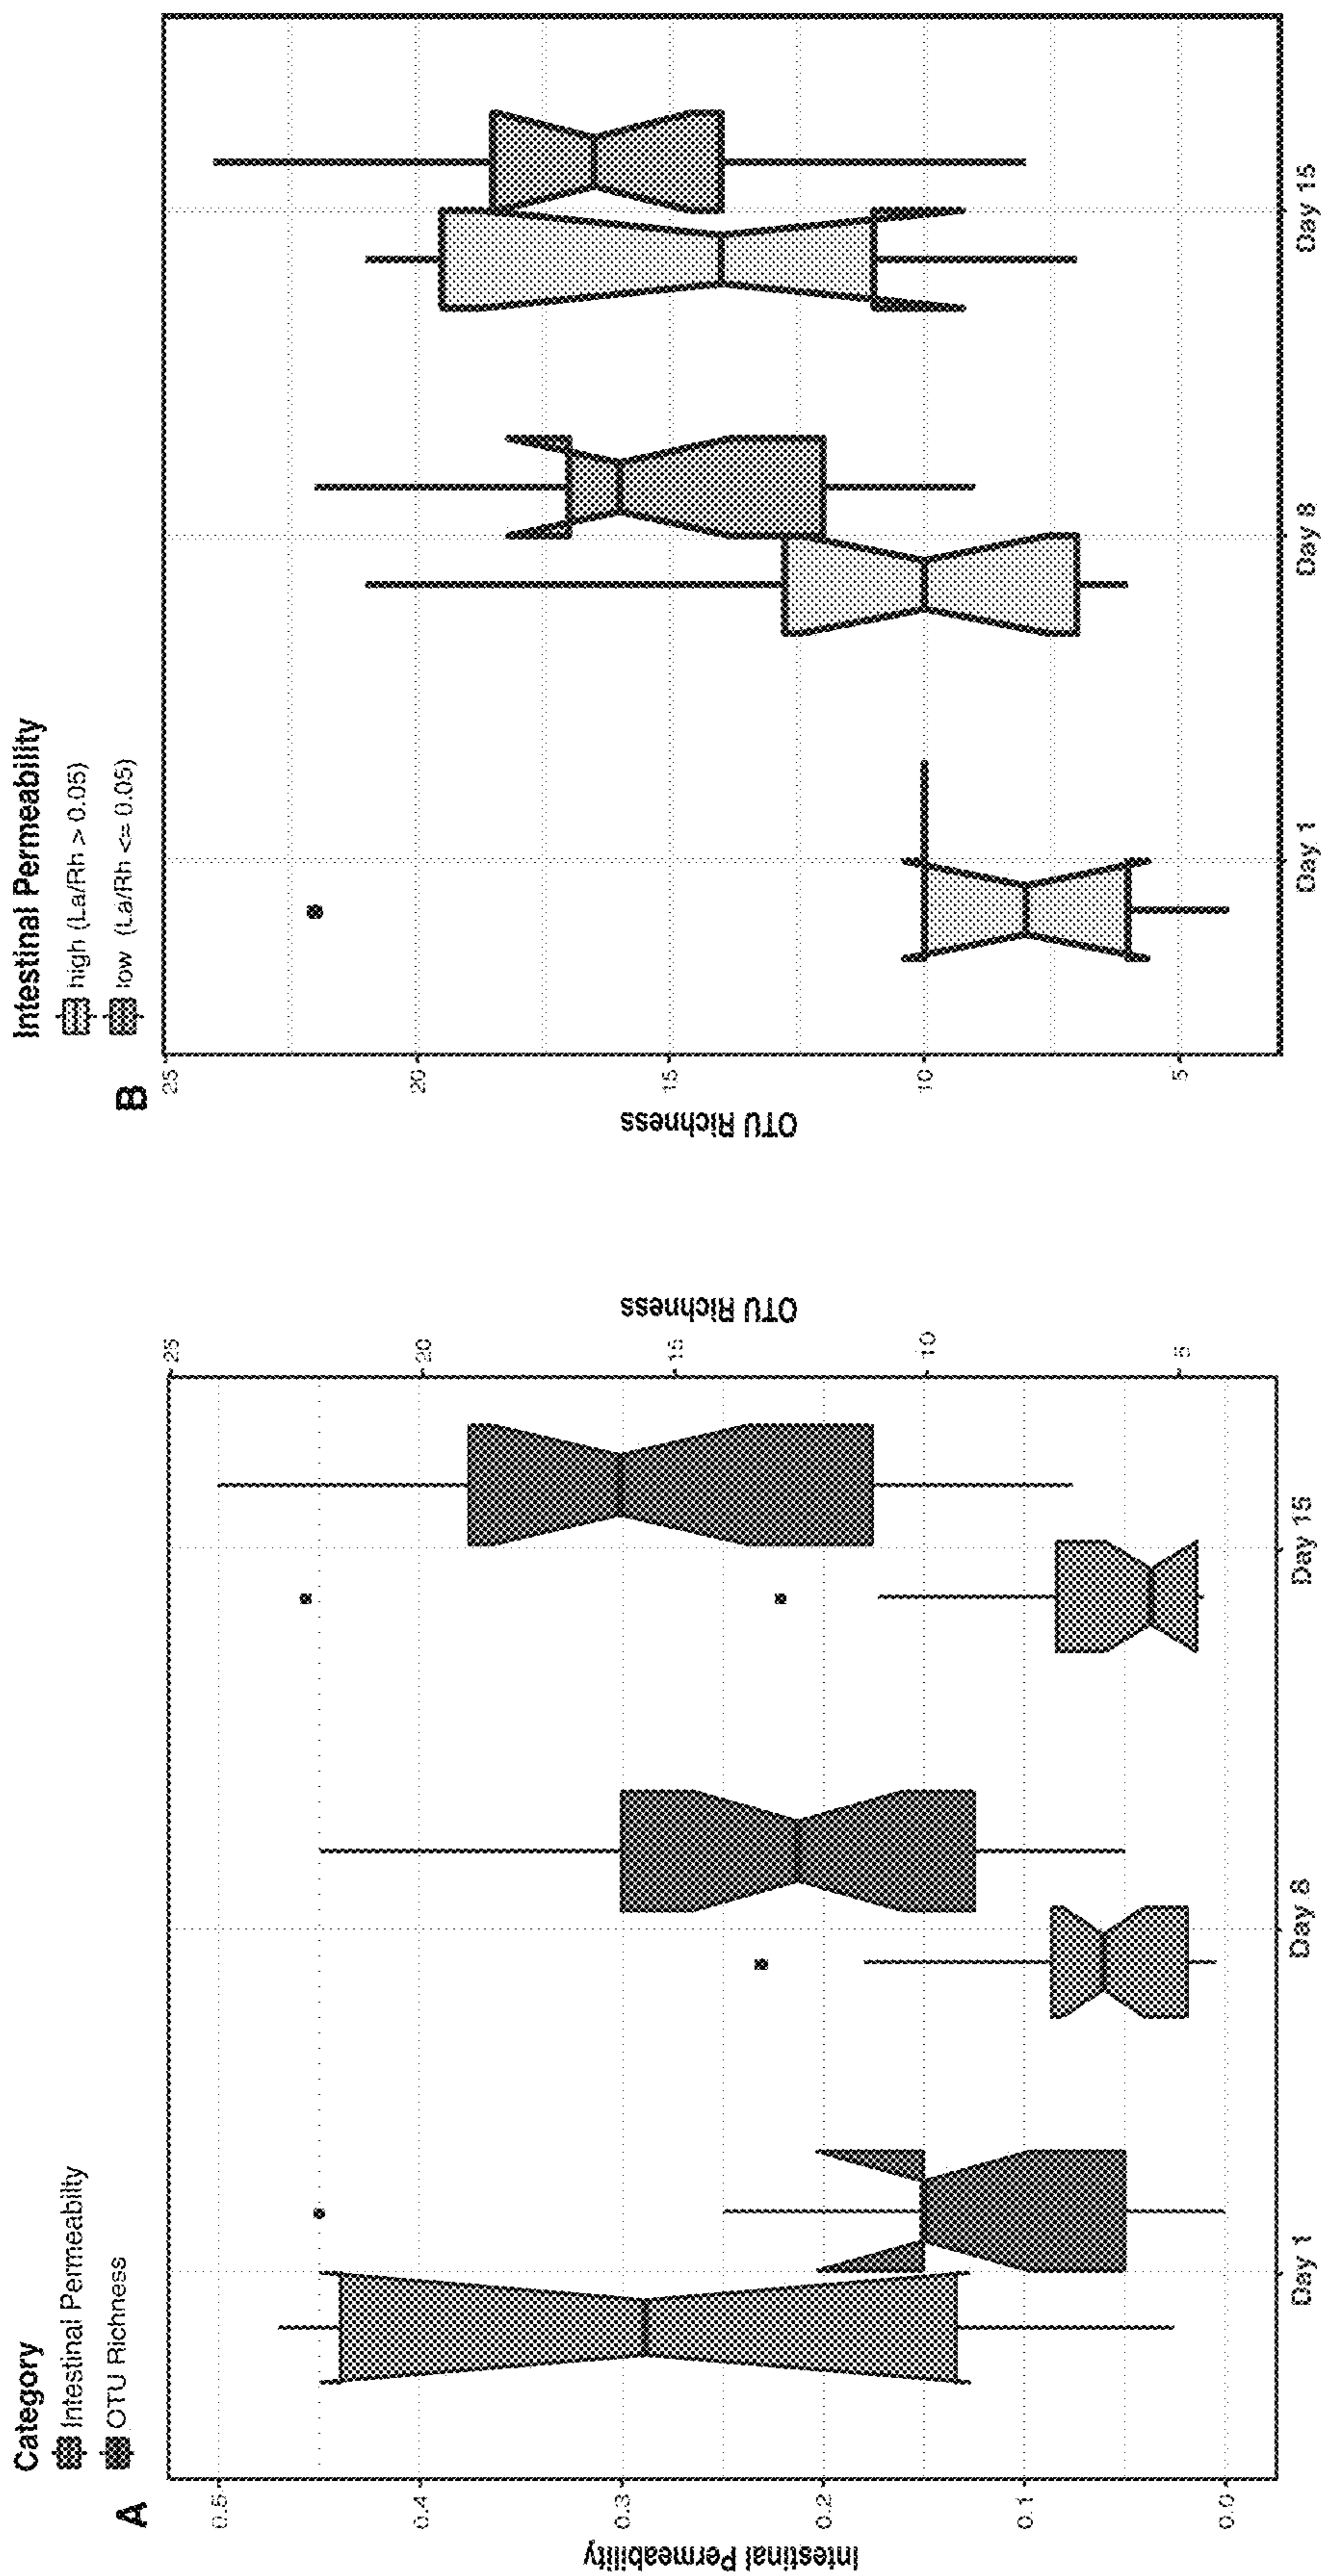 A
Category
Intestinal Permeabilty
OTU Richness
Intestinal Permeability
0.5
0.4
0.3
0.2
0.1
0.0
Day 1
Day 8
Day 15
25
20
15
10
5
OTU Richness
B
Intestinal Permeability
high (La/Rh > 0.05)
low (La/Rh <= 0.05)
OTU Richness
25
20
15
10
5
Day 1
Day 8
Day 15